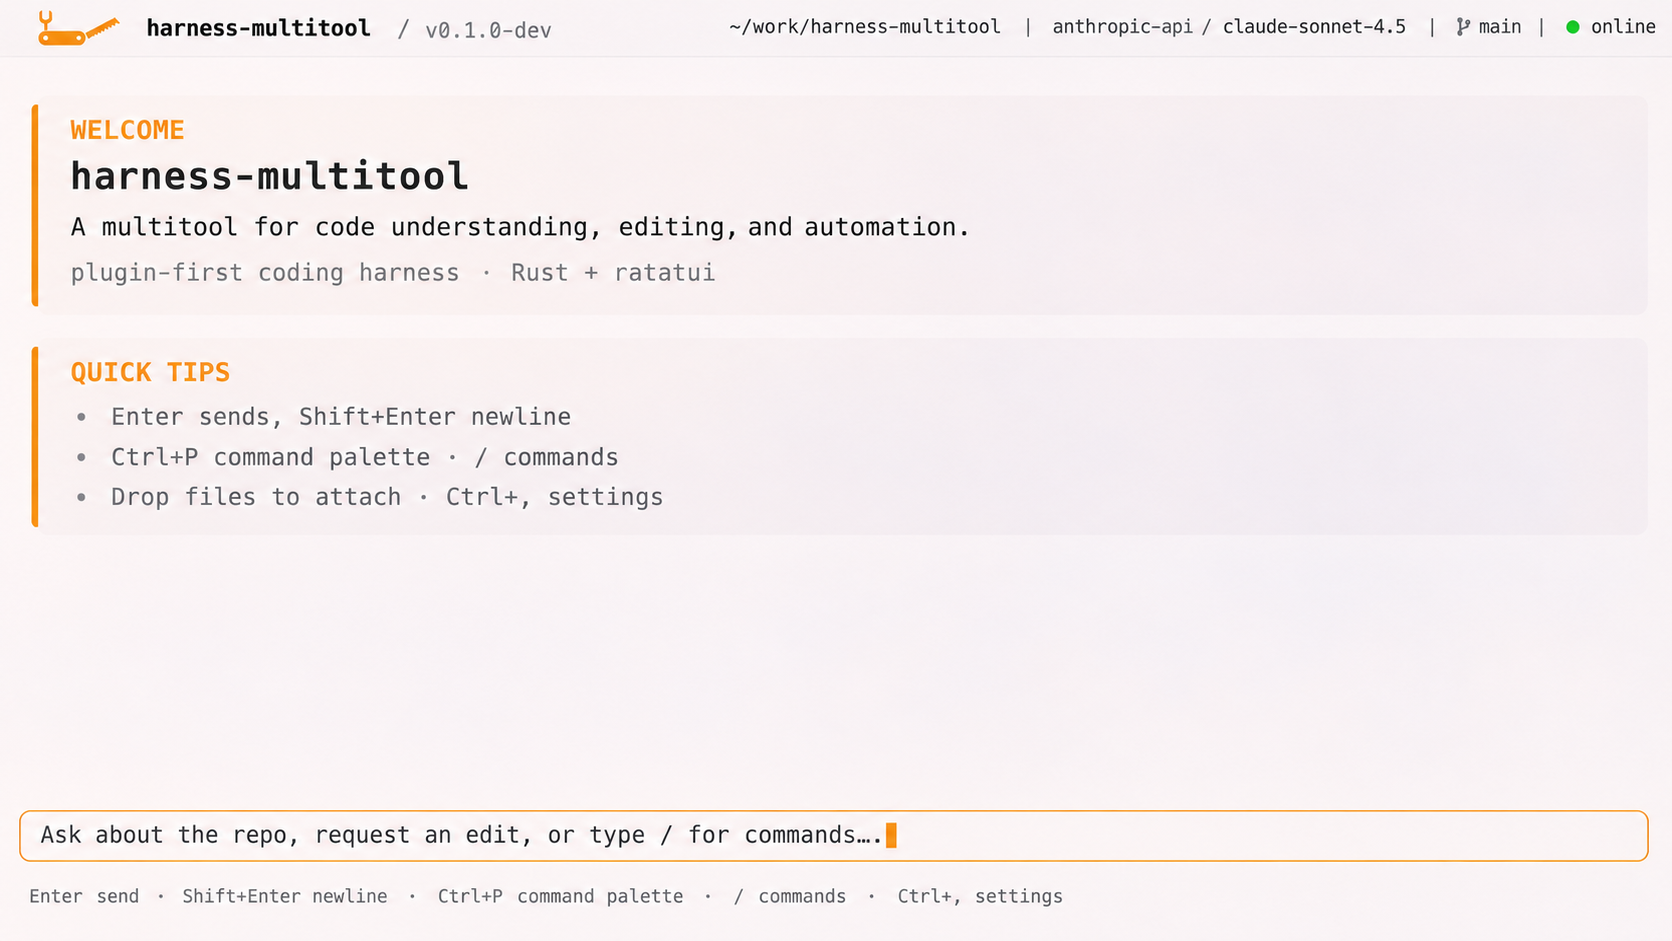 harness-multitool / v0.1.0-dev ~/work/harness-multitool | anthropic-api / claude-sonnet-4.5 | main | online
WELCOME
harness-multitool
A multitool for code understanding, editing, and automation.
plugin-first coding harness · Rust + ratatui
QUICK TIPS
• Enter sends, Shift+Enter newline
• Ctrl+P command palette · / commands
• Drop files to attach · Ctrl+, settings
Ask about the repo, request an edit, or type / for commands….
Enter send · Shift+Enter newline · Ctrl+P command palette · / commands · Ctrl+, settings